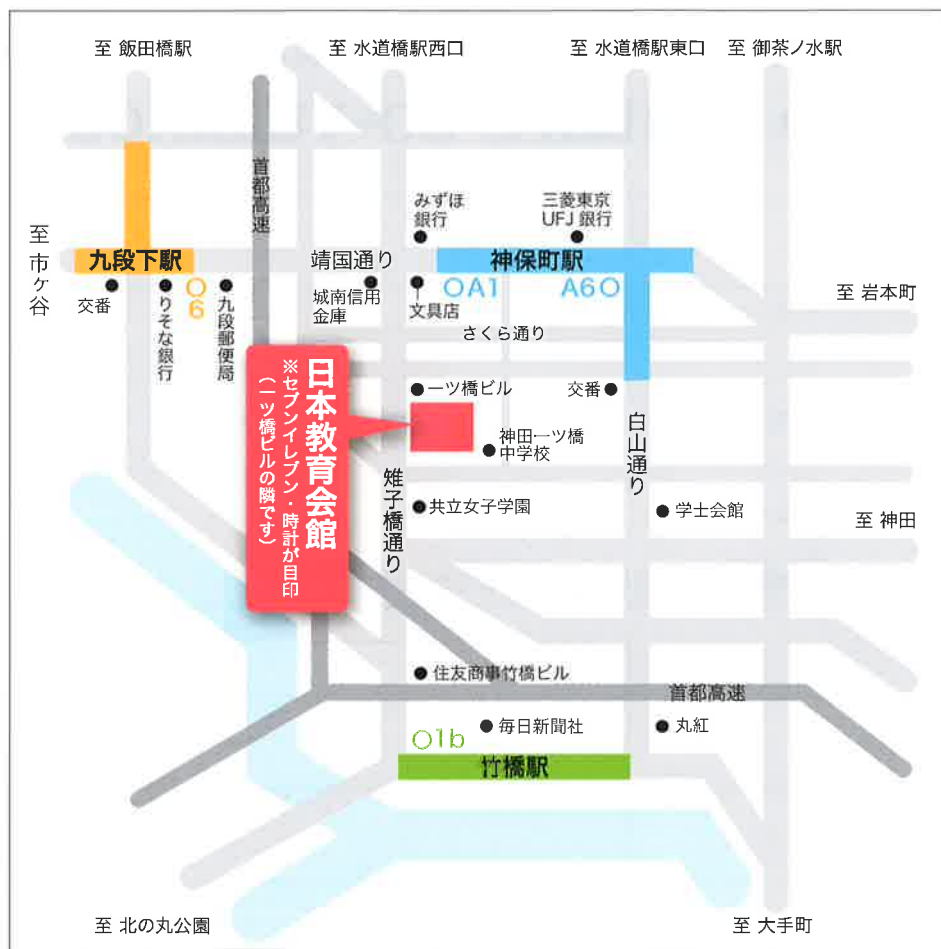 至 飯田橋駅
至 水道橋駅西口
至 水道橋駅東口
至 御茶ノ水駅
首都高速
みずほ
銀行
三菱東京
UFJ 銀行
至市ヶ谷
九段下駅
靖国通り
神保町駅
交番
りそな銀行
6
九段郵便局
城南信用
金庫
文具店
A1
A6
至 岩本町
さくら通り
日本教育会館
※セブンイレブン・時計が目印
(一ツ橋ビルの隣です)
一ツ橋ビル
交番
神田一ツ橋
中学校
白山通り
雉子橋通り
共立女子学園
学士会館
至 神田
住友商事竹橋ビル
首都高速
1b
毎日新聞社
丸紅
竹橋駅
至 北の丸公園
至 大手町